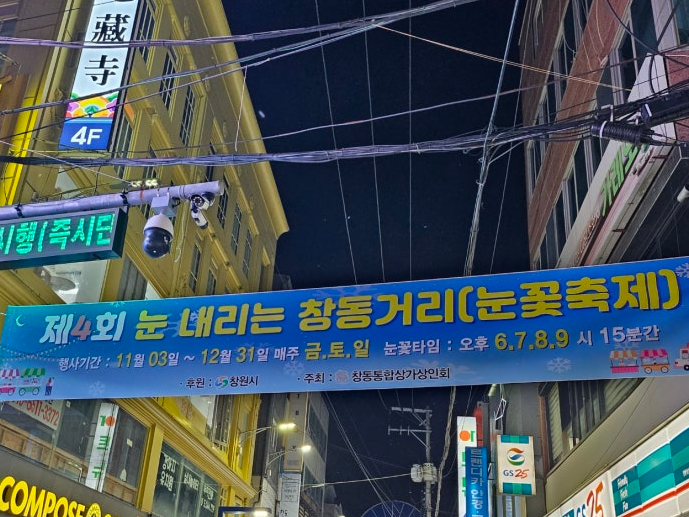 藏
寺
4F
시행(즉시단
제4회 눈 내리는 창동거리(눈꽃축제)
행사기간 : 11월 03일 ~ 12월 31일 매주 금,토,일 눈꽃타임 : 오후 6.7.8.9 시 15분간
· 후원 : 창원시 · 주최 : 창동통합상가상인회
COMPOSE
GS25
GS25